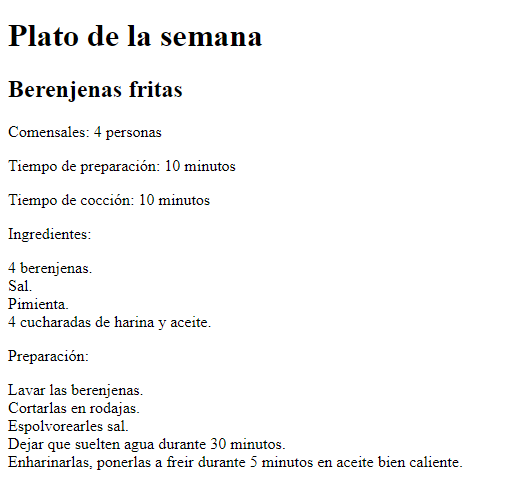 Plato de la semana
Berenjenas fritas
Comensales: 4 personas
Tiempo de preparación: 10 minutos
Tiempo de cocción: 10 minutos
Ingredientes:
4 berenjenas.
Sal.
Pimienta.
4 cucharadas de harina y aceite.
Preparación:
Lavar las berenjenas.
Cortarlas en rodajas.
Espolvorearles sal.
Dejar que suelten agua durante 30 minutos.
Enharinarlas, ponerlas a freir durante 5 minutos en aceite bien caliente.